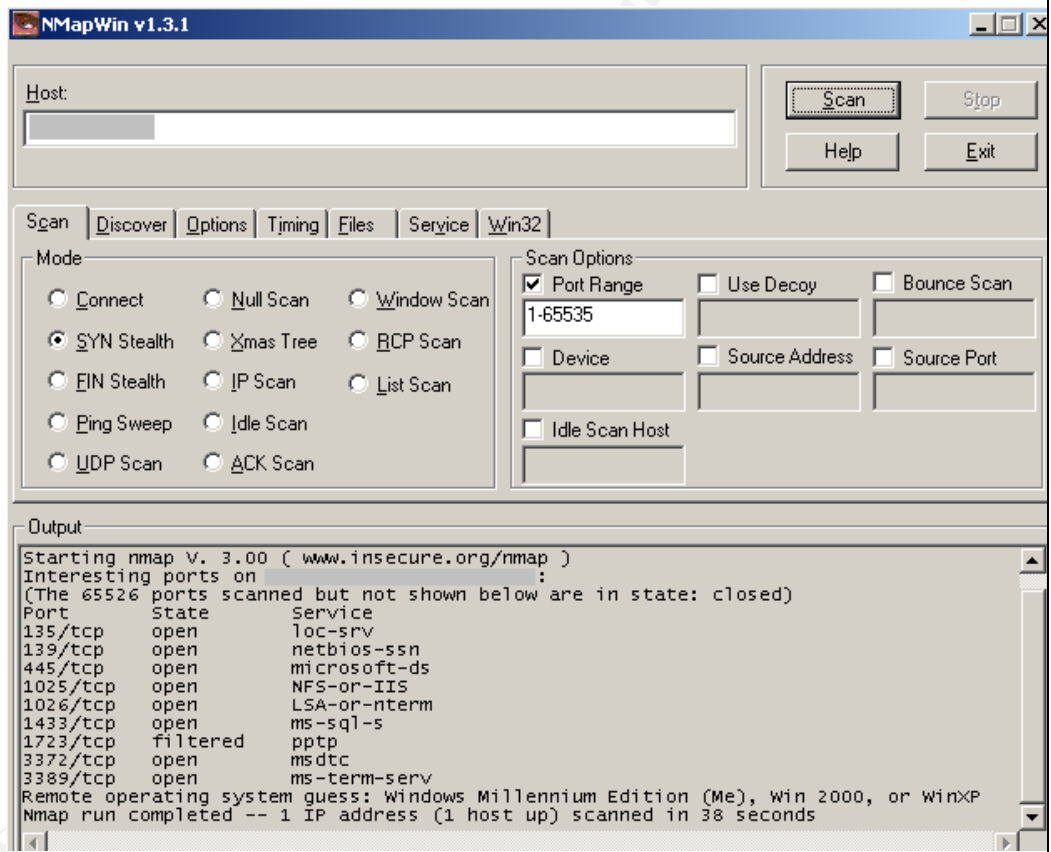 NMapWin v1.3.1
Host:
Scan Stop
Help Exit
Scan Discover Options Timing Files Service Win32
Mode
Connect Null Scan Window Scan
SYN Stealth Xmas Tree RCP Scan
FIN Stealth IP Scan List Scan
Ping Sweep Idle Scan
UDP Scan ACK Scan
Scan Options
Port Range Use Decoy Bounce Scan
1-65535
Device Source Address Source Port
Idle Scan Host
Output
Starting nmap V. 3.00 ( www.insecure.org/nmap )
Interesting ports on :
(The 65526 ports scanned but not shown below are in state: closed)
Port State Service
135/tcp open loc-srv
139/tcp open netbios-ssn
445/tcp open microsoft-ds
1025/tcp open NFS-or-IIS
1026/tcp open LSA-or-nterm
1433/tcp open ms-sql-s
1723/tcp filtered pptp
3372/tcp open msdtc
3389/tcp open ms-term-serv
Remote operating system guess: Windows Millennium Edition (Me), Win 2000, or WinXP
Nmap run completed -- 1 IP address (1 host up) scanned in 38 seconds